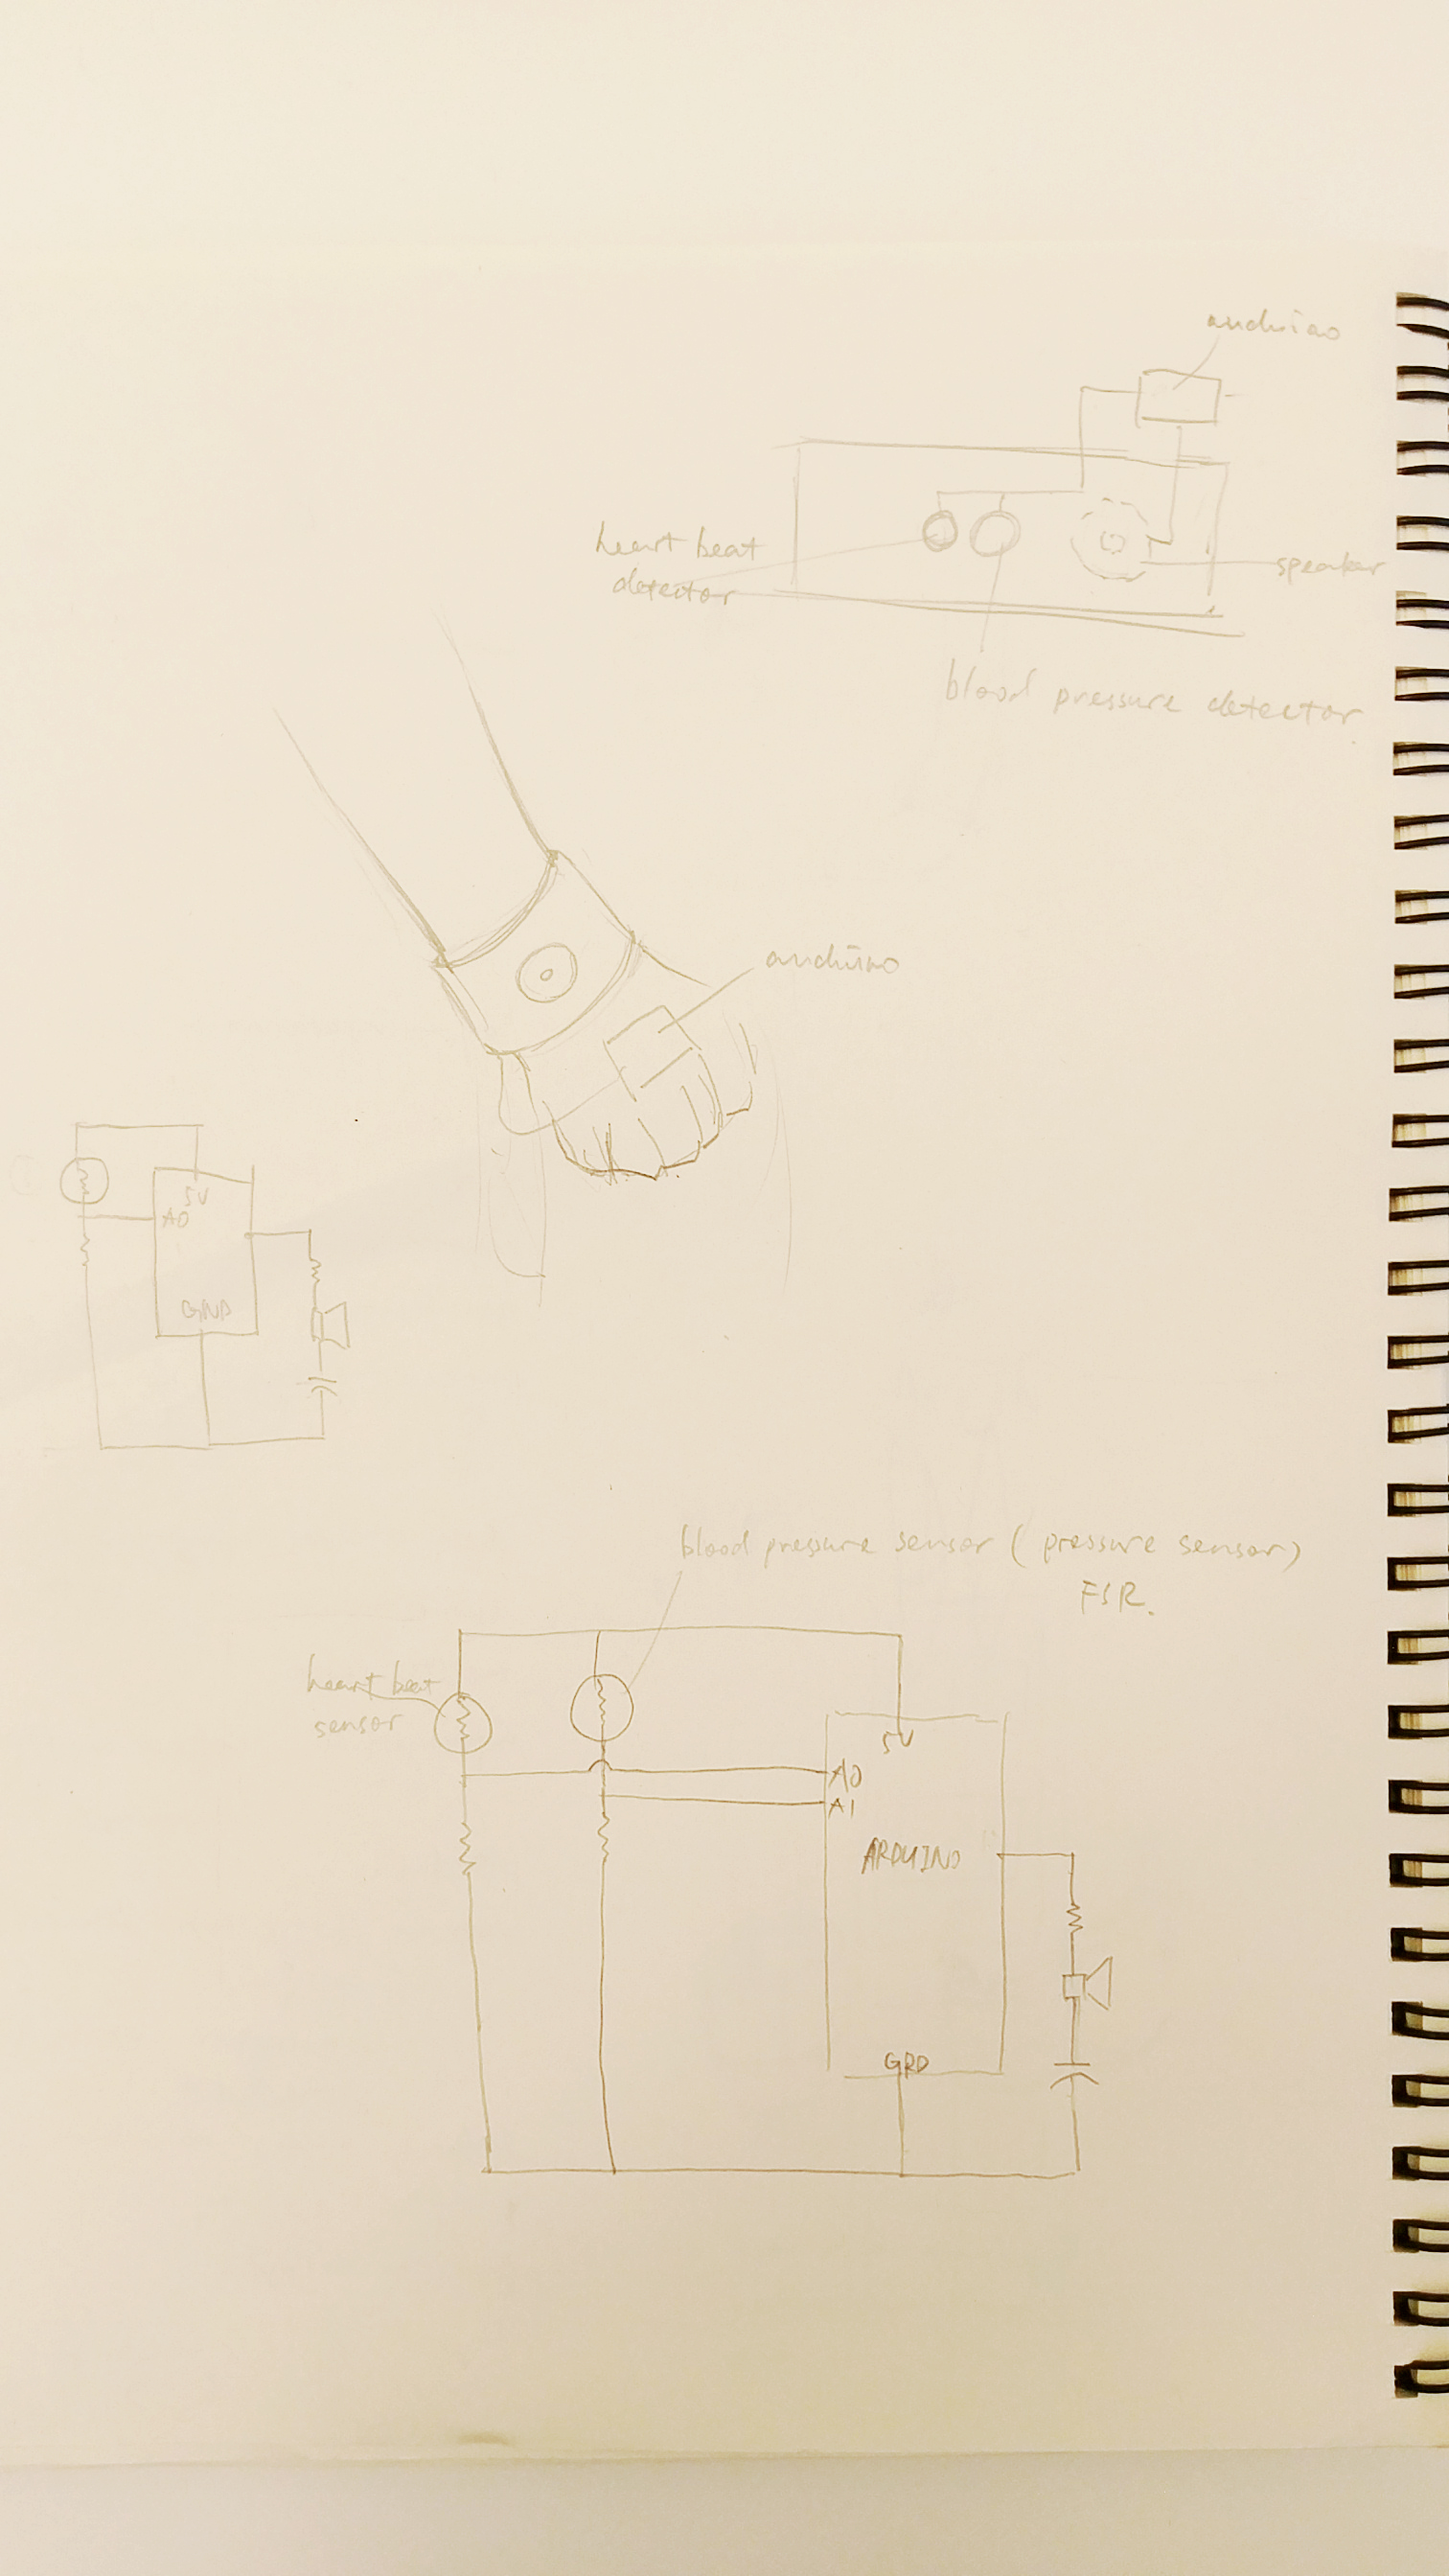 arduino
heart beat
detector
speaker
blood pressure detector.
arduino
5V
A0
GND
blood pressure sensor ( pressure sensor)
FSR.
heart beat
sensor
5V
A0
A1
ARDUINO
GRD